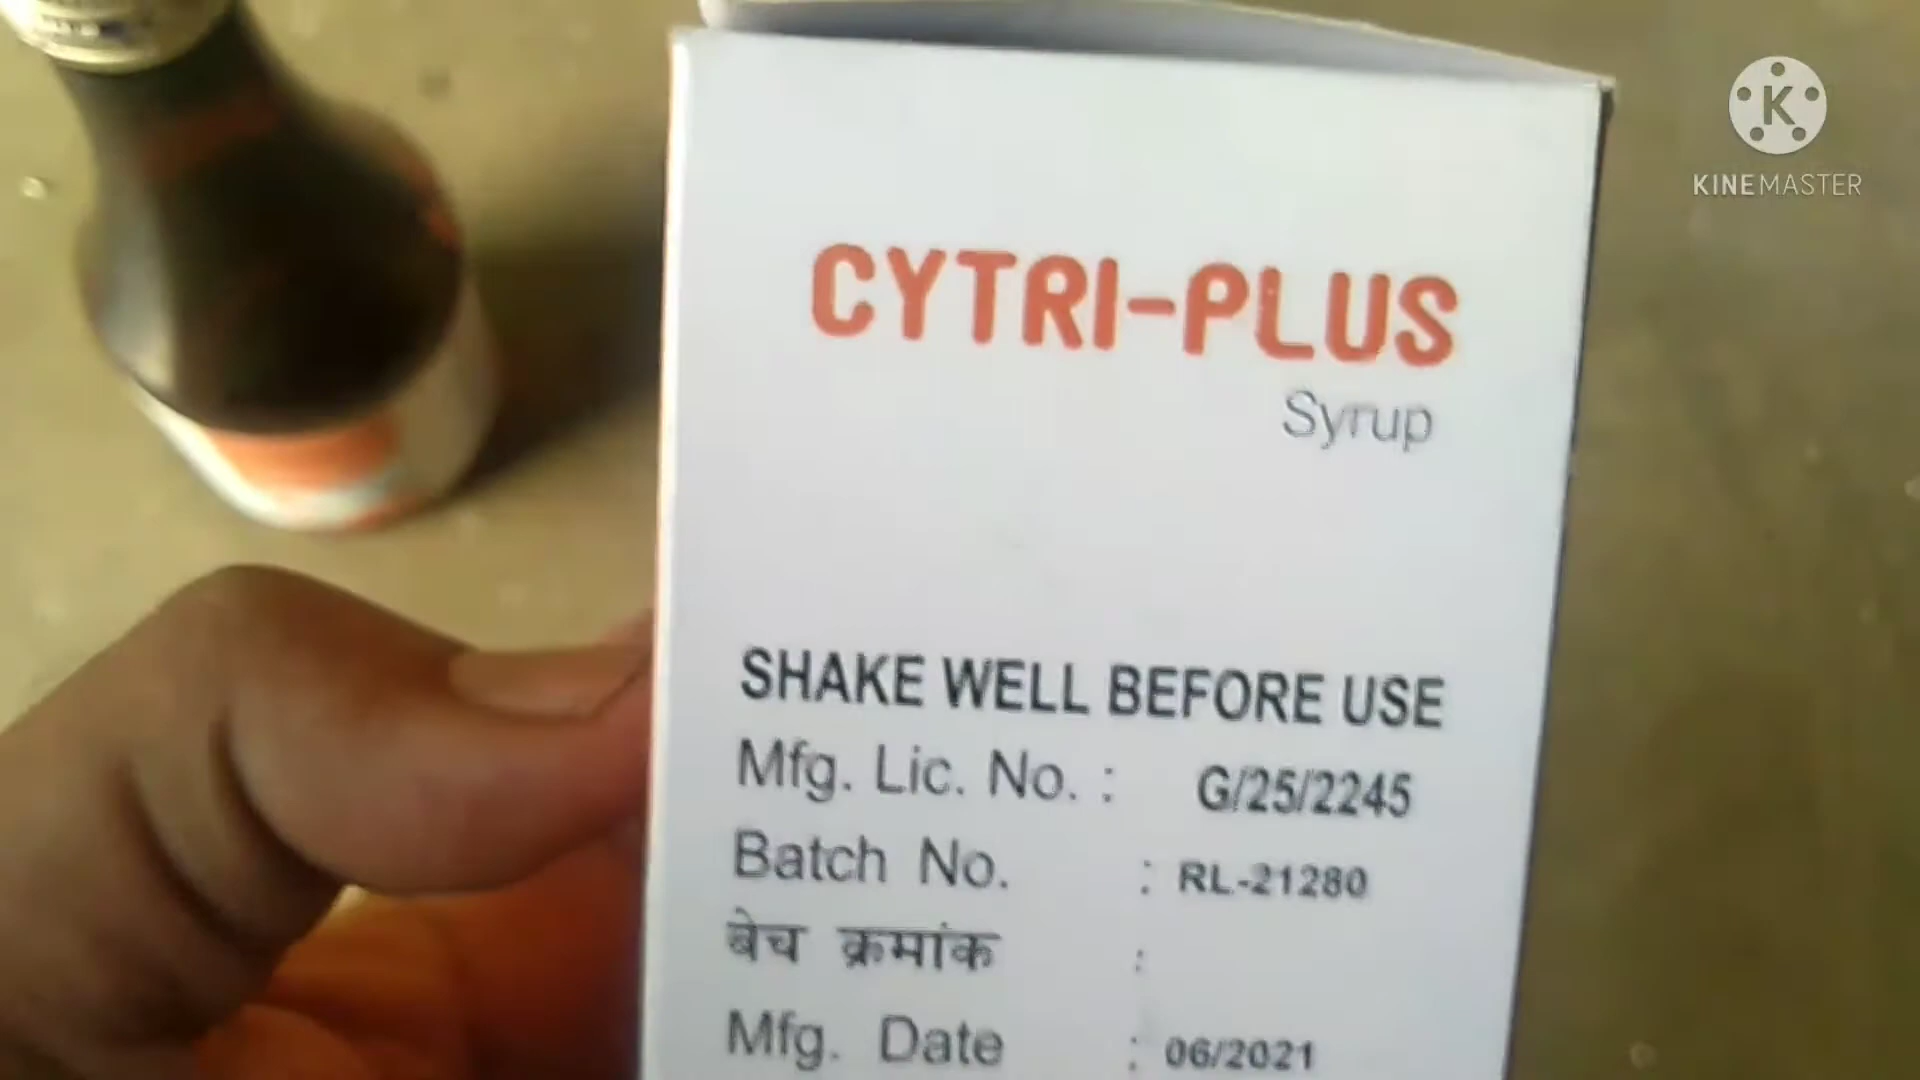 K
KINEMASTER
CYTRI-PLUS
Syrup
SHAKE WELL BEFORE USE
Mfg. Lic. No. : G/25/2245
Batch No. : RL-21280
बेच क्रमांक :
Mfg. Date : 06/2021